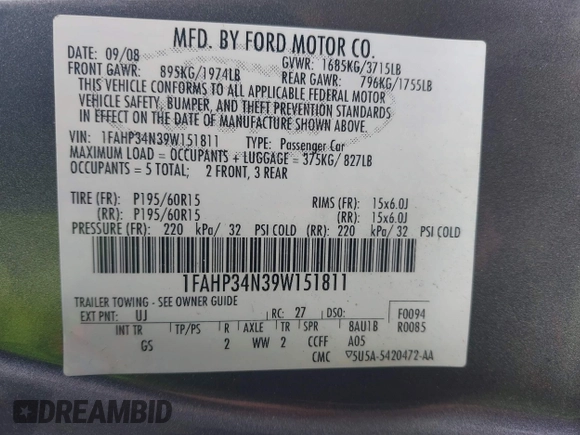 MFD. BY FORD MOTOR CO.
DATE: 09/08 GVWR: 1685KG/3715LB
FRONT GAWR: 895KG/1974LB REAR GAWR: 796KG/1755LB
THIS VEHICLE CONFORMS TO ALL APPLICABLE FEDERAL MOTOR
VEHICLE SAFETY, BUMPER, AND THEFT PREVENTION STANDARDS
IN EFFECT ON THE DATE OF MANUFACTURE SHOWN ABOVE.
VIN: 1FAHP34N39W151811 TYPE: Passenger Car
MAXIMUM LOAD = OCCUPANTS + LUGGAGE = 375KG/ 827LB
OCCUPANTS = 5 TOTAL; 2 FRONT, 3 REAR
TIRE (FR): P195/60R15 RIMS (FR): 15x6.0J
(RR): P195/60R15 (RR): 15x6.0J
PRESSURE (FR): 220 kPa/ 32 PSI COLD (RR): 220 kPa/ 32 PSI COLD
1FAHP34N39W151811
TRAILER TOWING - SEE OWNER GUIDE
EXT PNT: UJ RC: 27 DSO: F0094
INT TR TP/PS R AXLE TR SPR 8AU1B R0085
GS 2 WW 2 CCFF A05
CMC ▽5U5A-5420472-AA
DREAMBID